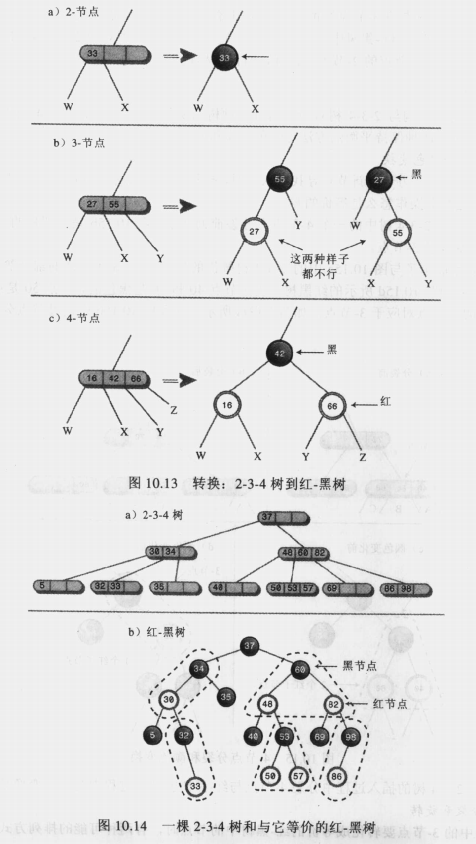 a）2-节点
33
33
W X
W X
b）3-节点
55
27 黑
27 55
Y W
27 55
这两种样子
都不行
W X Y
W X X Y
c）4-节点
42 黑
16 42 66
16 66 红
Z
W X Y
W X Y Z
图 10.13 转换：2-3-4 树到红-黑树
a）2-3-4 树
37
30 34 48 60 82
5 32 33 35 40 50 53 57 69 86 98
b）红-黑树
37
34 60 黑节点
30 35 48 82 红节点
5 32 40 53 69 98
33 50 57 86
图 10.14 一棵 2-3-4 树和与它等价的红-黑树